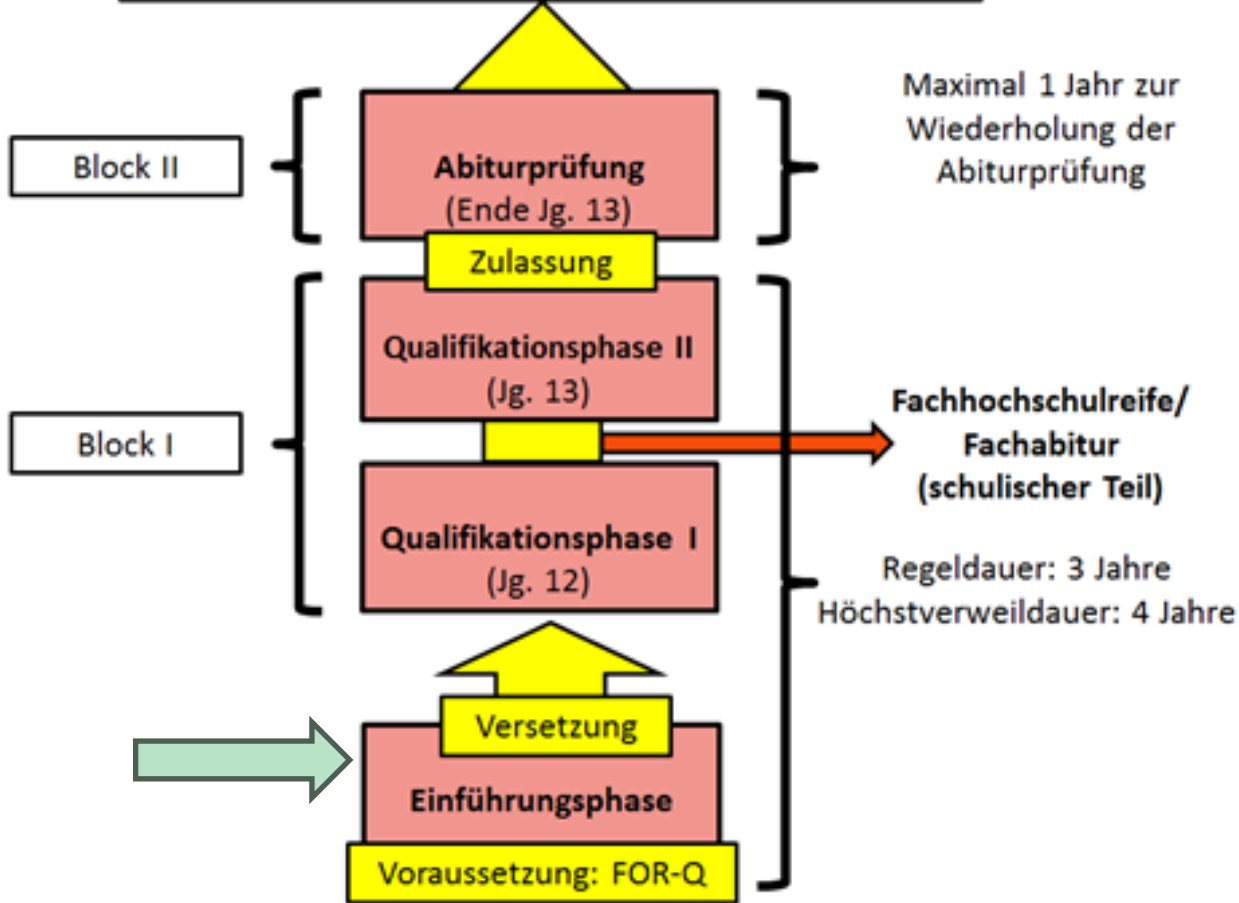 Maximal 1 Jahr zur
Wiederholung der
Abiturprüfung
Block II
Abiturprüfung
(Ende Jg. 13)
Zulassung
Qualifikationsphase II
(Jg. 13)
Fachhochschulreife/
Fachabitur
(schulischer Teil)
Block I
Qualifikationsphase I
(Jg. 12)
Regeldauer: 3 Jahre
Höchstverweildauer: 4 Jahre
Versetzung
Einführungsphase
Voraussetzung: FOR-Q